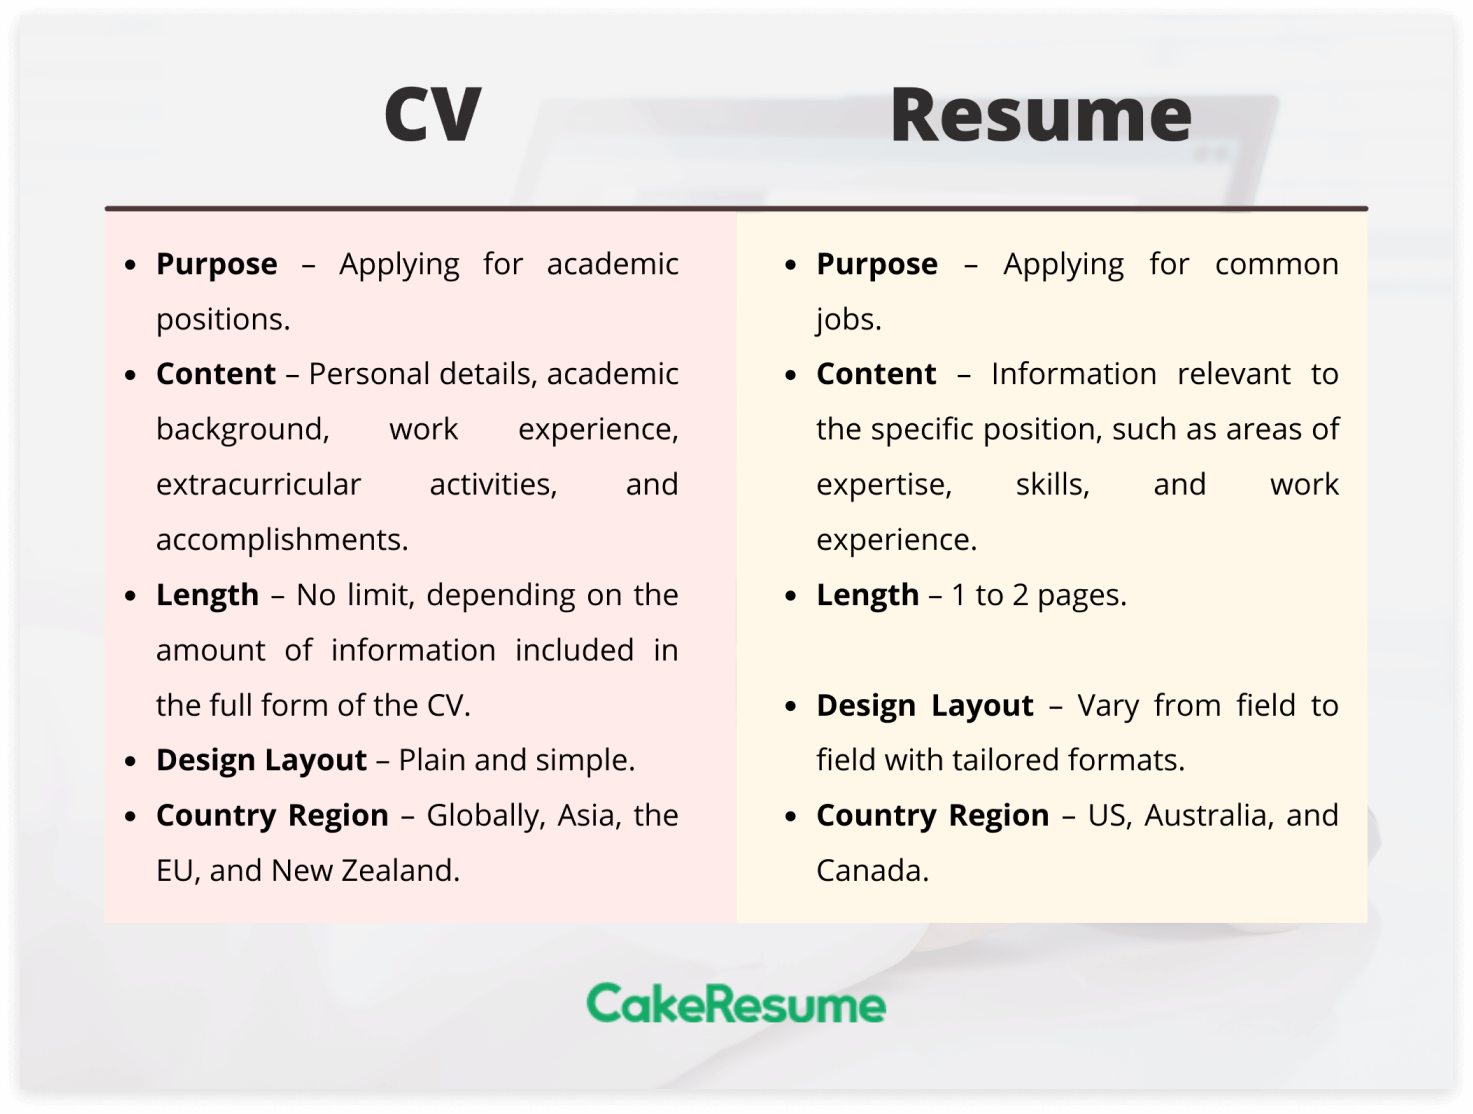 CV
Resume
• Purpose – Applying for academic
positions.
• Content – Personal details, academic
background, work experience,
extracurricular activities, and
accomplishments.
• Length – No limit, depending on the
amount of information included in
the full form of the CV.
• Design Layout – Plain and simple.
• Country Region – Globally, Asia, the
EU, and New Zealand.
• Purpose – Applying for common
jobs.
• Content – Information relevant to
the specific position, such as areas of
expertise, skills, and work
experience.
• Length – 1 to 2 pages.
• Design Layout – Vary from field to
field with tailored formats.
• Country Region – US, Australia, and
Canada.
CakeResume